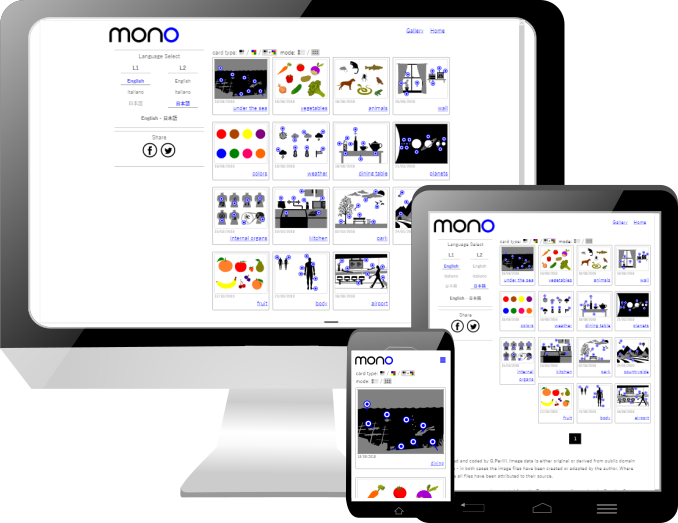 mono
Gallery Home
Language Select
L1 L2
English English
Italiano Italiano
日本語 日本語
English - 日本語
Share
card type: / /
mode: /
under the sea
vegetables
animals
wall
colors
weather
dining table
planets
internal organs
kitchen
park
fruit
body
airport
mono
Gallery Home
Language Select
L1 L2
English English
Italiano Italiano
日本語 日本語
English - 日本語
Share
card type: / / mode: /
under the sea
vegetables
animals
wall
colors
weather
dining table
planets
internal
organs
kitchen
park
countryside
fruit
body
airport
1
and coded by G.Perilli. Image data is either original or derived from public domain
in both cases the image files have been created or adapted by the author. Where
all files have been attributed to their source.
mono
card type: / /
mode: /
diving